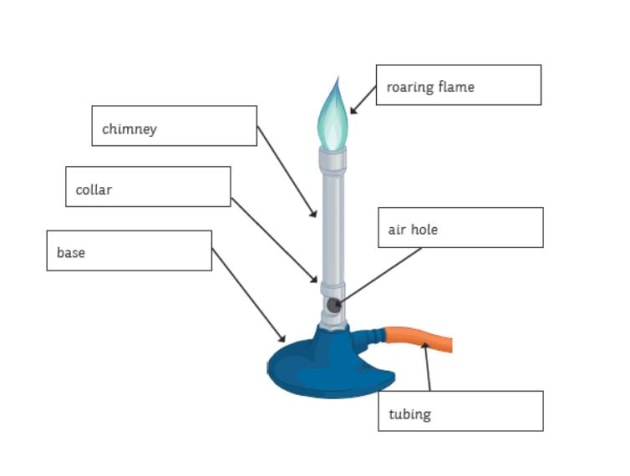 roaring flame
chimney
collar
air hole
base
tubing